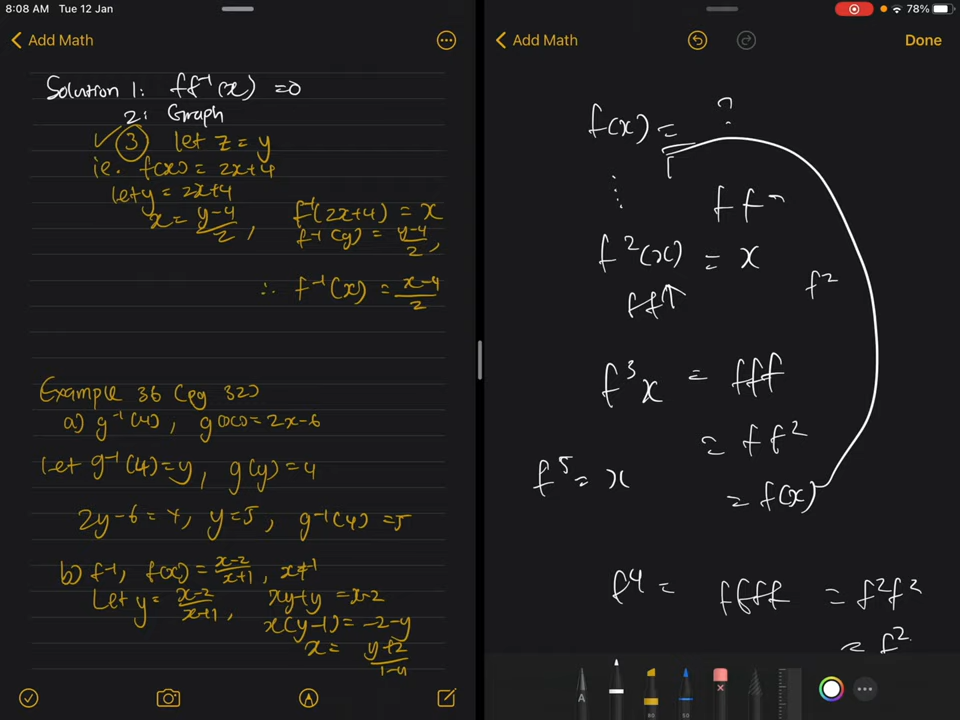 8:08 AM Tue 12 Jan
78%
Add Math
Solution 1: ff⁻¹(x) = 0
2: Graph
✓ ③ let z = y
ie. f(x) = 2x+4
let y = 2x+4
x = (y-4)/2, f⁻¹(2x+4) = x
f⁻¹(y) = (y-4)/2,
∴ f⁻¹(x) = (x-4)/2
Example 36 (pg 32)
a) g⁻¹(4), g(x) = 2x-6
Let g⁻¹(4) = y, g(y) = 4
2y-6=4, y=5, g⁻¹(4) = 5
b) f⁻¹, f(x) = (x-2)/(x+1), x≠1
Let y = (x-2)/(x+1), xy+y = x-2
x(y-1) = -2-y
x = (y+2)/(1-y)
Add Math
Done
f(x) = ?
⋮ ff
f²(x) = x
ff
f²
f³x = fff
= ff²
f⁵ = x
= f(x)
f⁴ = ffff = f²f²
= f²
A
80
50